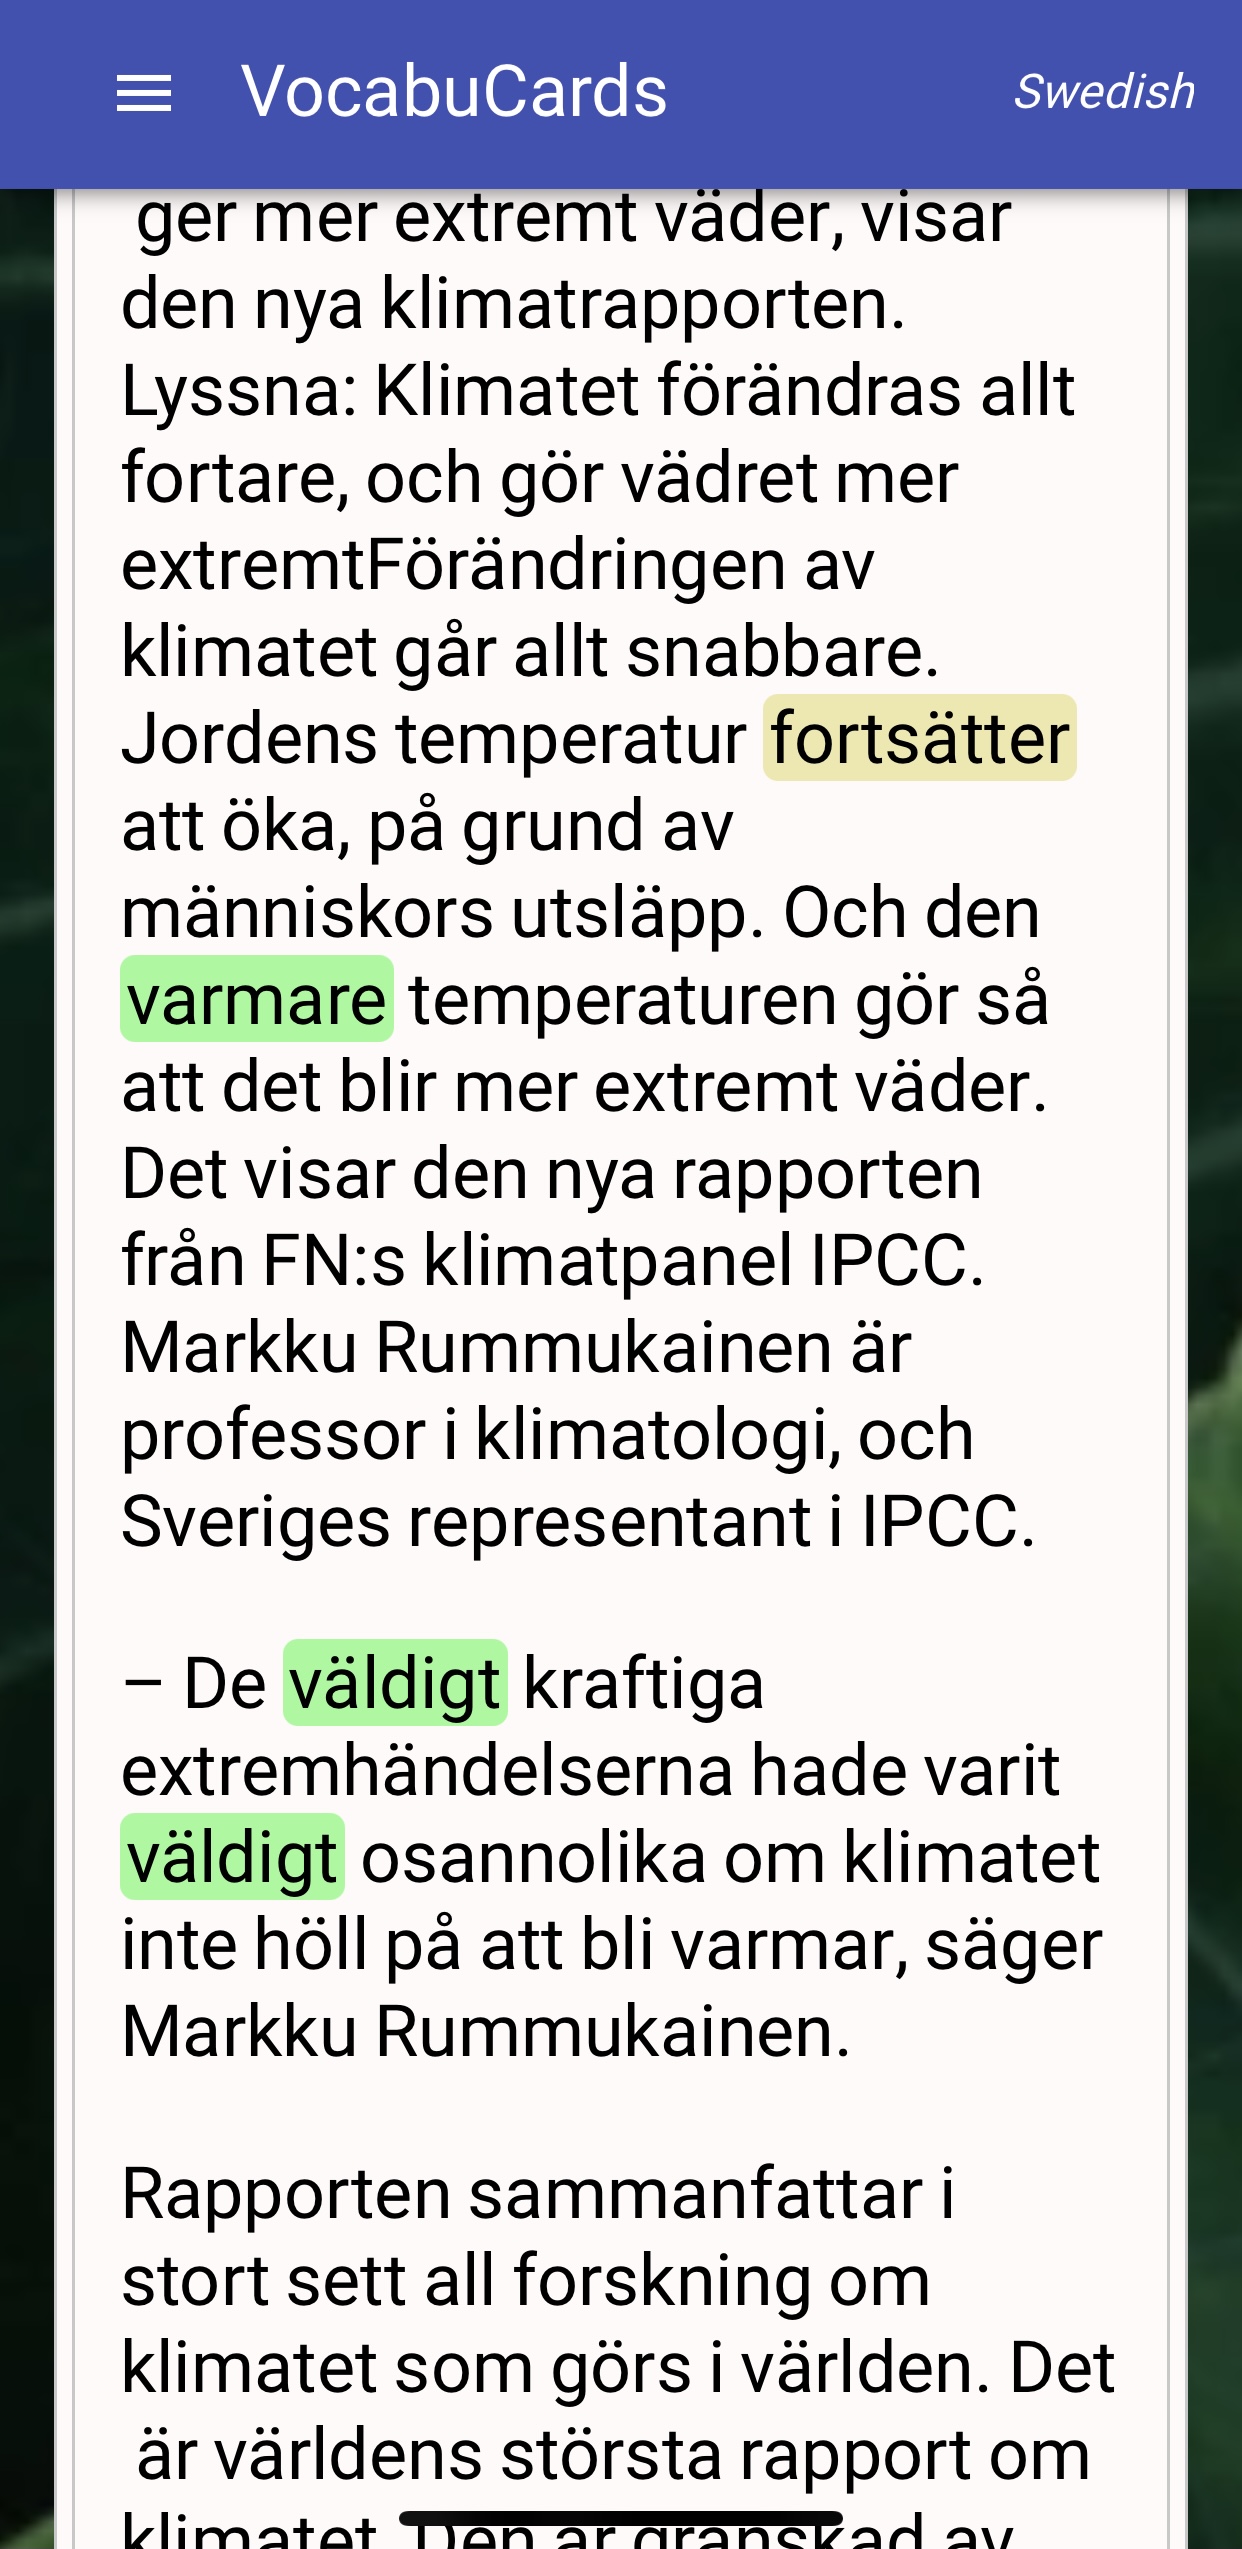 VocabuCards
Swedish
ger mer extremt väder, visar
den nya klimatrapporten.
Lyssna: Klimatet förändras allt
fortare, och gör vädret mer
extremtFörändringen av
klimatet går allt snabbare.
Jordens temperatur fortsätter
att öka, på grund av
människors utsläpp. Och den
varmare temperaturen gör så
att det blir mer extremt väder.
Det visar den nya rapporten
från FN:s klimatpanel IPCC.
Markku Rummukainen är
professor i klimatologi, och
Sveriges representant i IPCC.
– De väldigt kraftiga
extremhändelserna hade varit
väldigt osannolika om klimatet
inte höll på att bli varmar, säger
Markku Rummukainen.
Rapporten sammanfattar i
stort sett all forskning om
klimatet som görs i världen. Det
är världens största rapport om
klimatet. Den är granskad av